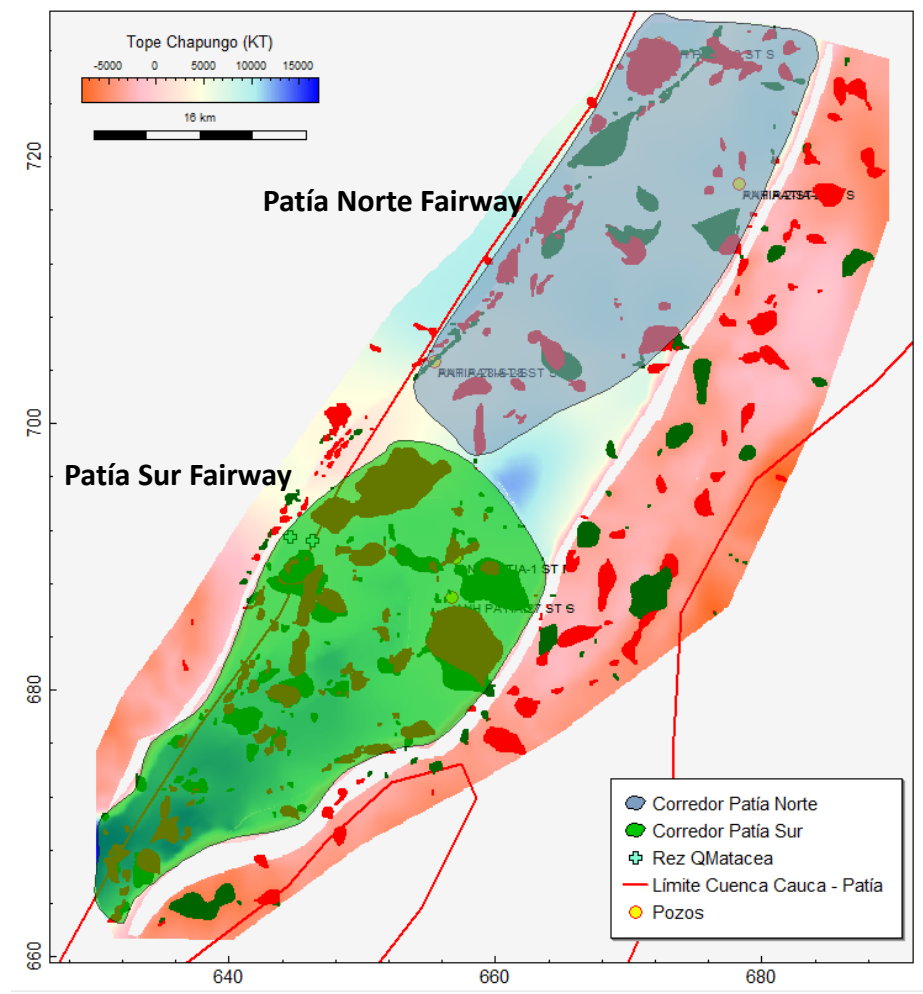 Tope Chapungo (KT)
-5000 0 5000 10000 15000
16 km
720
Patía Norte Fairway
700
Patía Sur Fairway
680
Corredor Patía Norte
Corredor Patía Sur
Rez QMatacea
Límite Cuenca Cauca - Patía
Pozos
660
640 660 680